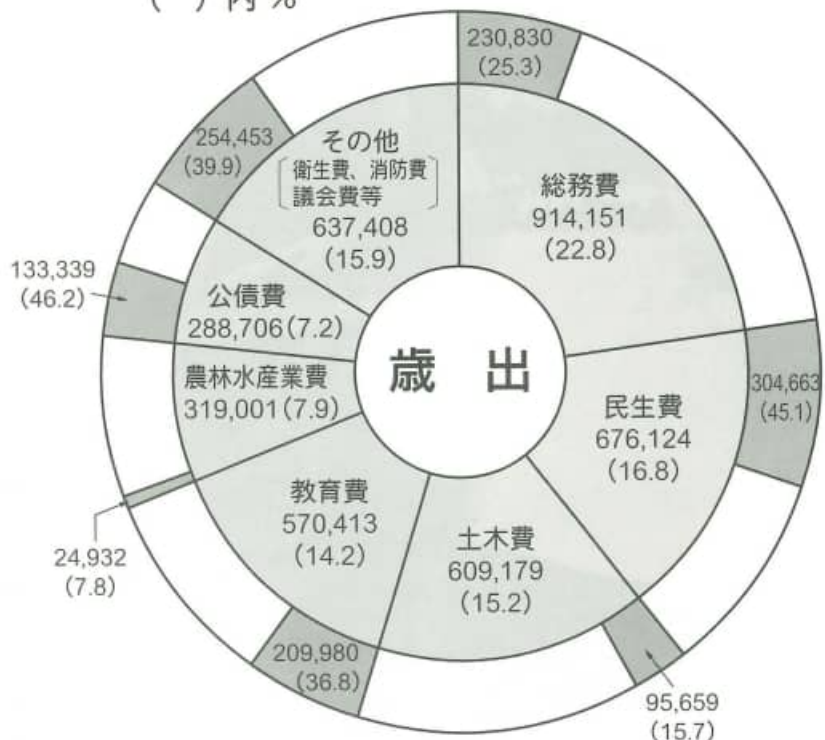 ( ) 内 %
230,830
(25.3)
総務費
914,151
(22.8)
304,663
(45.1)
民生費
676,124
(16.8)
95,659
(15.7)
土木費
609,179
(15.2)
209,980
(36.8)
教育費
570,413
(14.2)
24,932
(7.8)
農林水産業費
319,001(7.9)
133,339
(46.2)
公債費
288,706(7.2)
254,453
(39.9)
その他
衛生費、消防費
議会費等
637,408
(15.9)
歳 出